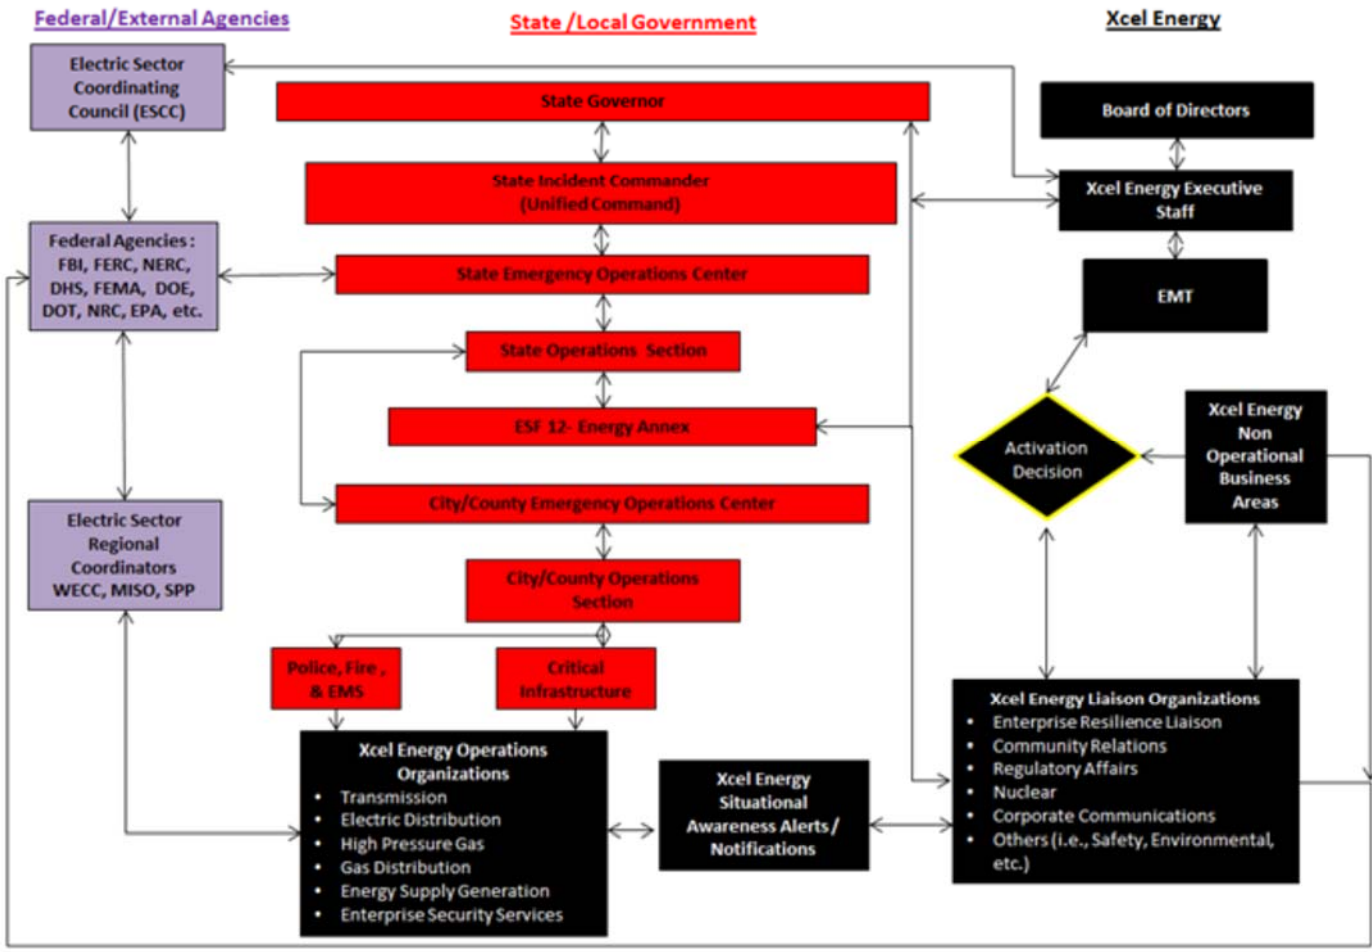 Federal/External Agencies
State /Local Government
Xcel Energy
Electric Sector
Coordinating
Council (ESCC)
State Governor
Board of Directors
State Incident Commander
(Unified Command)
Xcel Energy Executive
Staff
Federal Agencies :
FBI, FERC, NERC,
DHS, FEMA, DOE,
DOT, NRC, EPA, etc.
State Emergency Operations Center
EMT
State Operations Section
ESF 12- Energy Annex
Activation
Decision
Xcel Energy
Non
Operational
Business
Areas
City/County Emergency Operations Center
Electric Sector
Regional
Coordinators
WECC, MISO, SPP
City/County Operations
Section
Police, Fire ,
& EMS
Critical
Infrastructure
Xcel Energy Operations
Organizations
• Transmission
• Electric Distribution
• High Pressure Gas
• Gas Distribution
• Energy Supply Generation
• Enterprise Security Services
Xcel Energy
Situational
Awareness Alerts /
Notifications
Xcel Energy Liaison Organizations
• Enterprise Resilience Liaison
• Community Relations
• Regulatory Affairs
• Nuclear
• Corporate Communications
• Others (i.e., Safety, Environmental,
etc.)